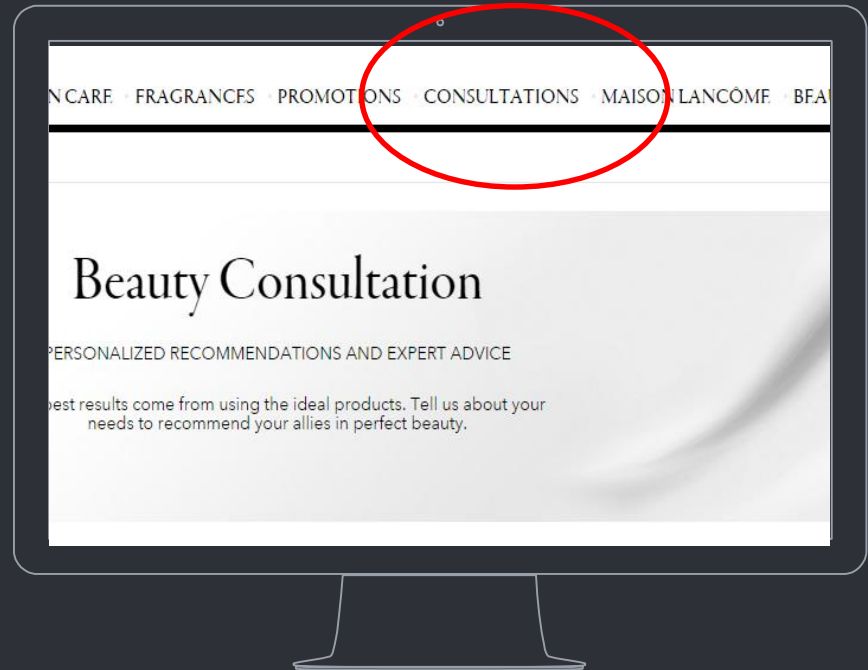 N CARE FRAGRANCES PROMOTIONS CONSULTATIONS MAISON LANCÔME BEAU
Beauty Consultation
PERSONALIZED RECOMMENDATIONS AND EXPERT ADVICE
best results come from using the ideal products. Tell us about your
needs to recommend your allies in perfect beauty.